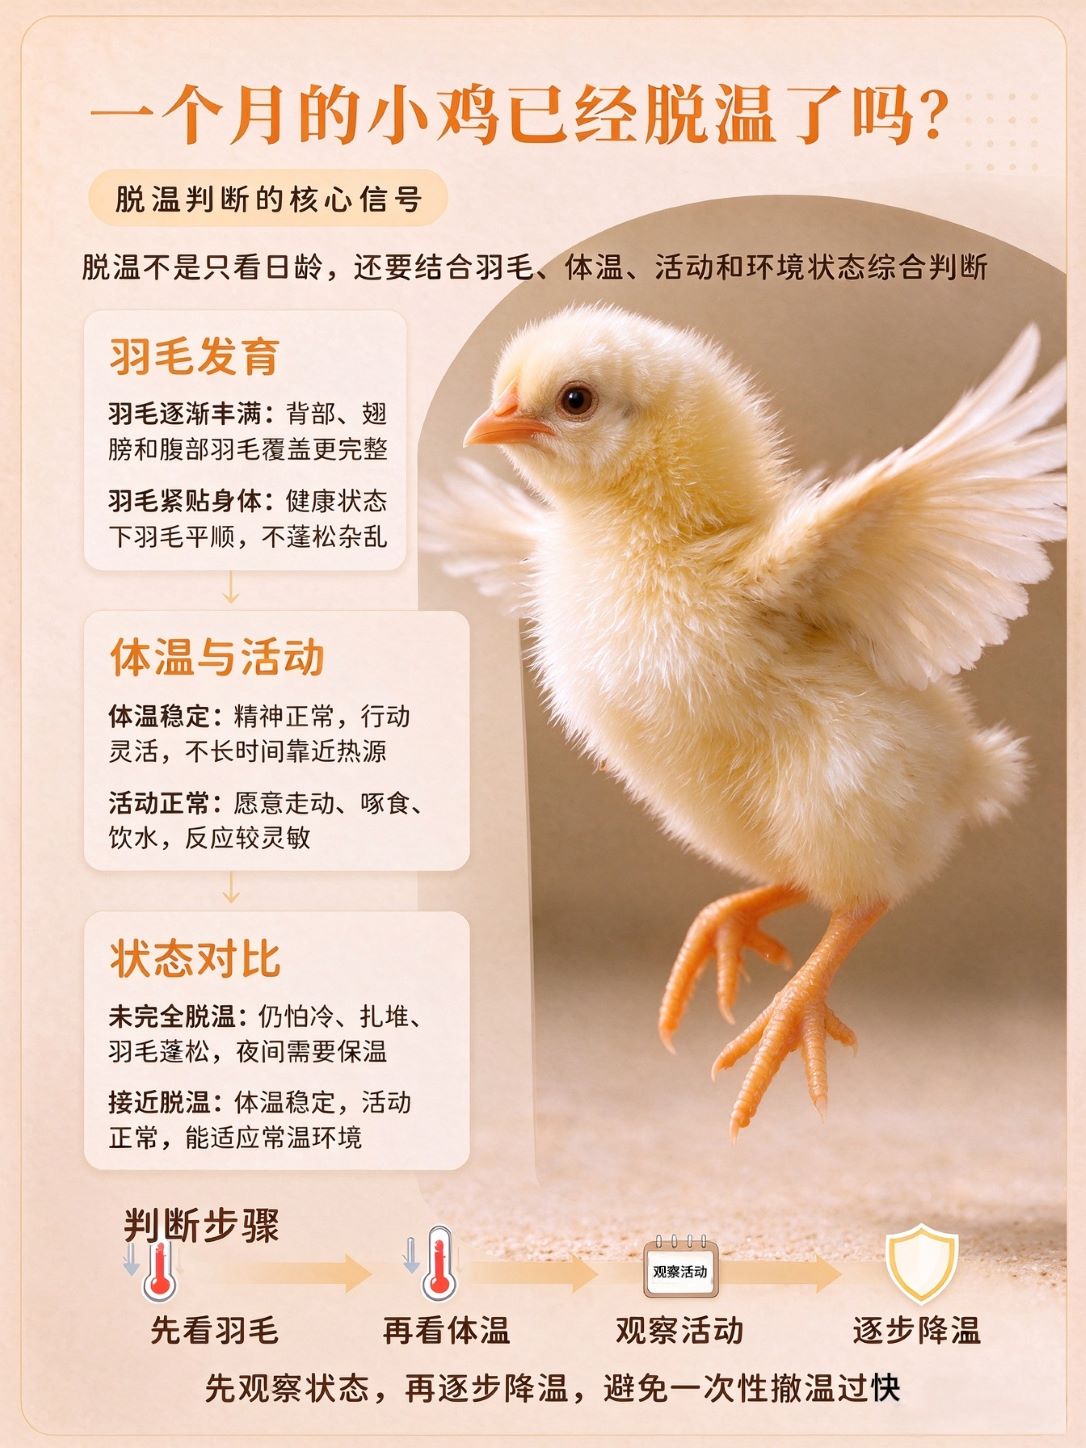 一个月的小鸡已经脱温了吗？
脱温判断的核心信号
脱温不是只看日龄，还要结合羽毛、体温、活动和环境状态综合判断
羽毛发育
羽毛逐渐丰满：背部、翅
膀和腹部羽毛覆盖更完整
羽毛紧贴身体：健康状态
下羽毛平顺，不蓬松杂乱
体温与活动
体温稳定：精神正常，行动
灵活，不长时间靠近热源
活动正常：愿意走动、啄食、
饮水，反应较灵敏
状态对比
未完全脱温：仍怕冷、扎堆、
羽毛蓬松，夜间需要保温
接近脱温：体温稳定，活动
正常，能适应常温环境
判断步骤
观察活动
先看羽毛
再看体温
观察活动
逐步降温
先观察状态，再逐步降温，避免一次性撤温过快